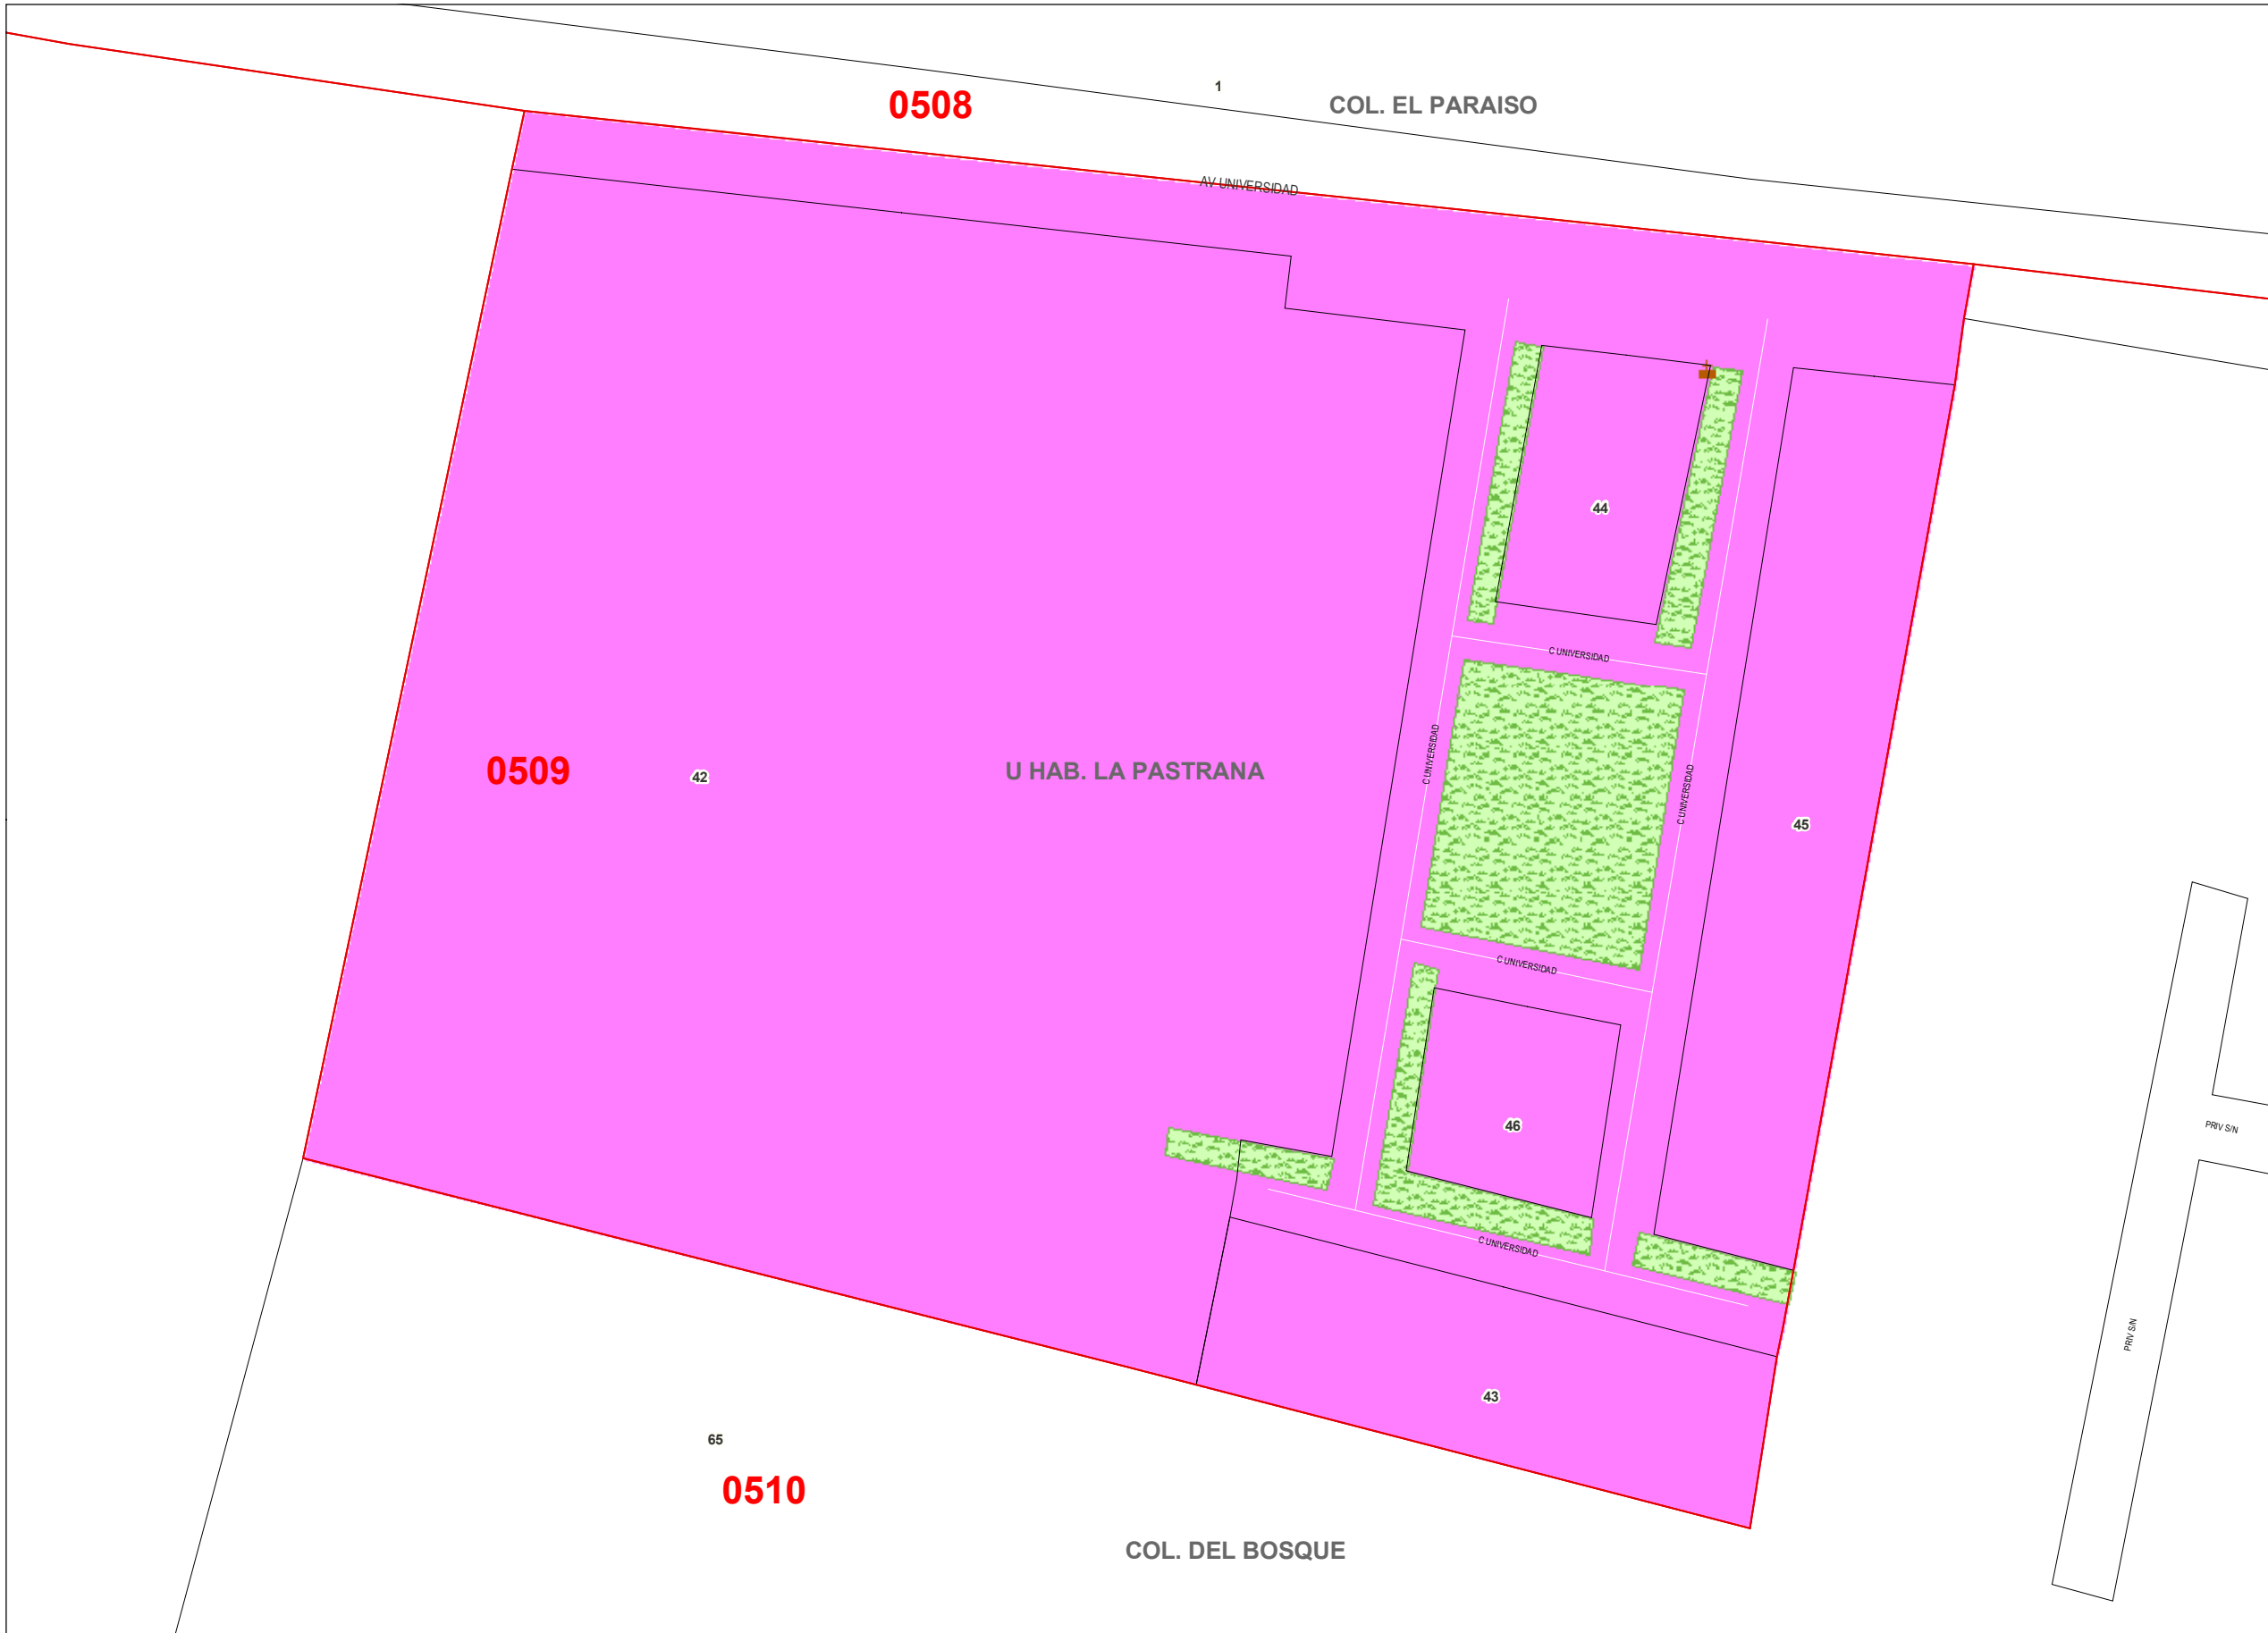 1
0508
COL. EL PARAISO
AV UNIVERSIDAD
44
C UNIVERSIDAD
C UNIVERSIDAD
0509
42
U HAB. LA PASTRANA
C UNIVERSIDAD
45
C UNIVERSIDAD
46
PRIV S/N
C UNIVERSIDAD
PRIV S/N
43
65
0510
COL. DEL BOSQUE